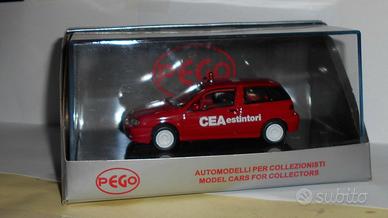 PEGO
CEA estintori
PEGO
AUTOMODELLI PER COLLEZIONISTI
MODEL CARS FOR COLLECTORS
subito